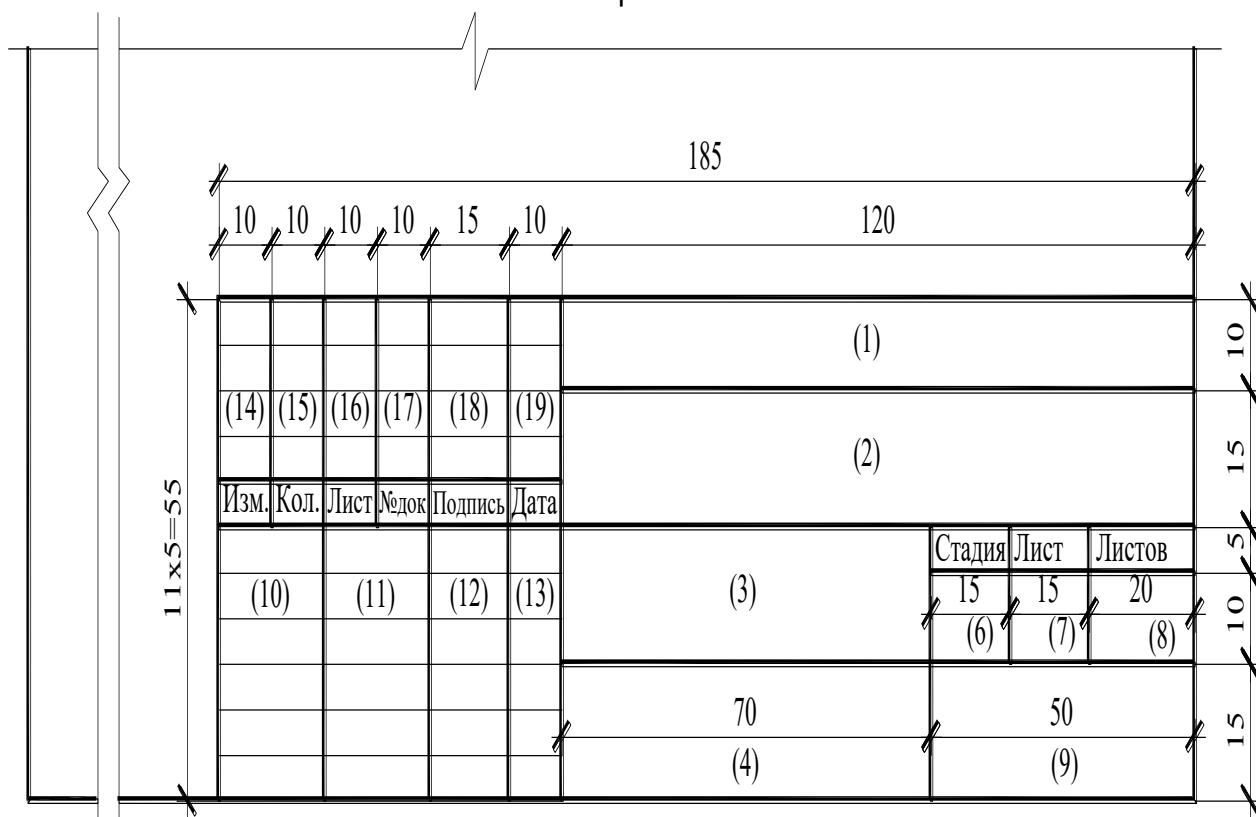 185
10 10 10 10 15 10 120
(1)
10
(14) (15) (16) (17) (18) (19)
(2)
15
Изм. Кол. Лист №док Подпись Дата
11x5=55
Стадия Лист Листов
5
(10) (11) (12) (13)
(3)
15 15 20
(6) (7) (8)
10
70 50
(4) (9)
15